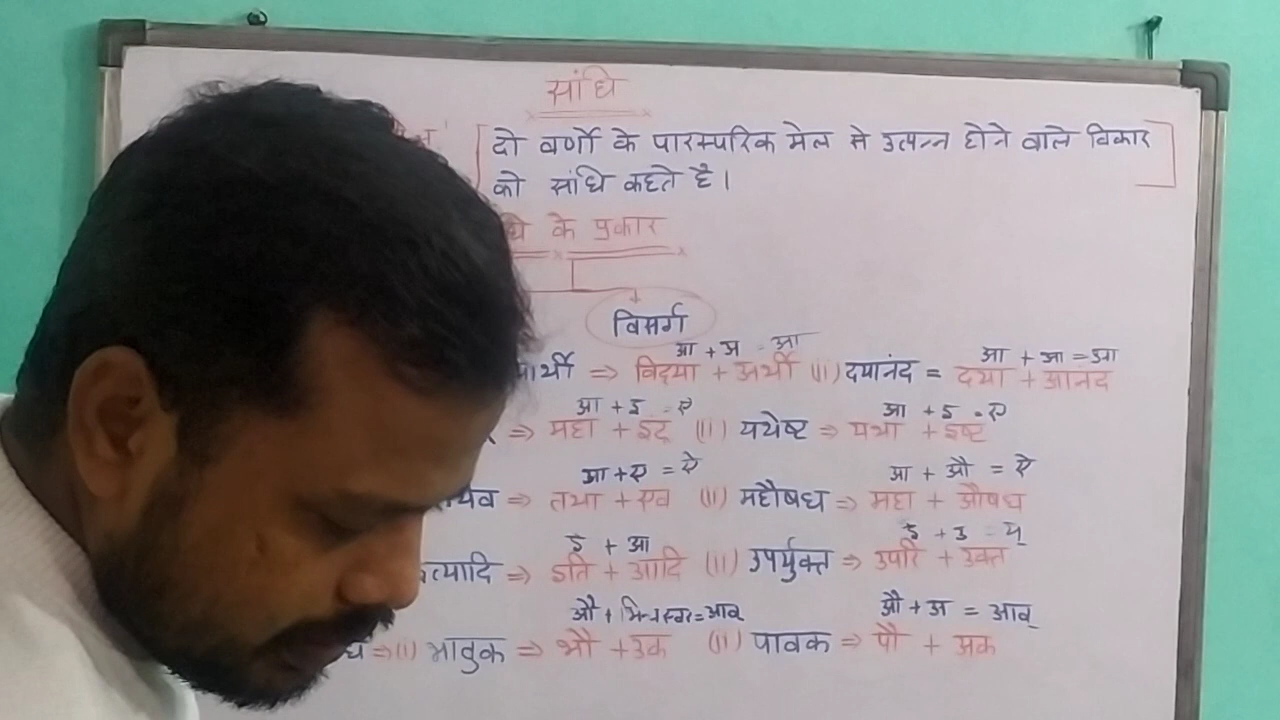 सांधि
दो वर्णो के पारस्परिक मेल से उत्पन्न होने वाले विकार
को सांधि कहते है।
के प्रकार
विसर्ग
आ + अ = आ आ + आ = आ
विद्या + अर्थी (ii) दयानंद = दया + आनंद
आ + इ = ए आ + इ = ए
⇒ महा + इंद्र (ii) यथेष्ट ⇒ यथा + इष्ट
आ + ए = ऐ आ + औ = ऐ
⇒ तथा + एव (ii) महौषध ⇒ महा + औषध
इ + आ इ + उ = य्
⇒ इति + आदि (ii) उपर्युक्त ⇒ उपरि + उक्त
औ + भिन्नस्वर = आव् औ + अ = आव्
⇒ (i) भावुक ⇒ भौ + उक (ii) पावक ⇒ पौ + अक